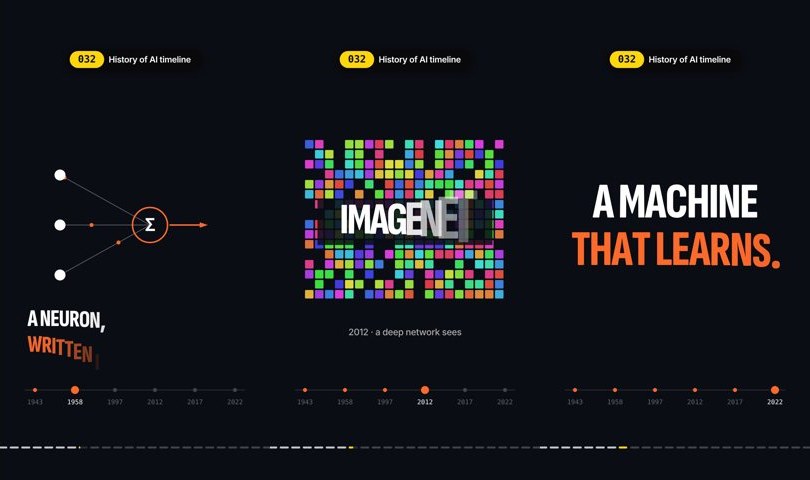 032 History of AI timeline
Σ
A NEURON,
WRITTEN
1943 1958 1997 2012 2017 2022
032 History of AI timeline
IMAGENET
2012 · a deep network sees
1943 1958 1997 2012 2017 2022
032 History of AI timeline
A MACHINE
THAT LEARNS.
1943 1958 1997 2012 2017 2022